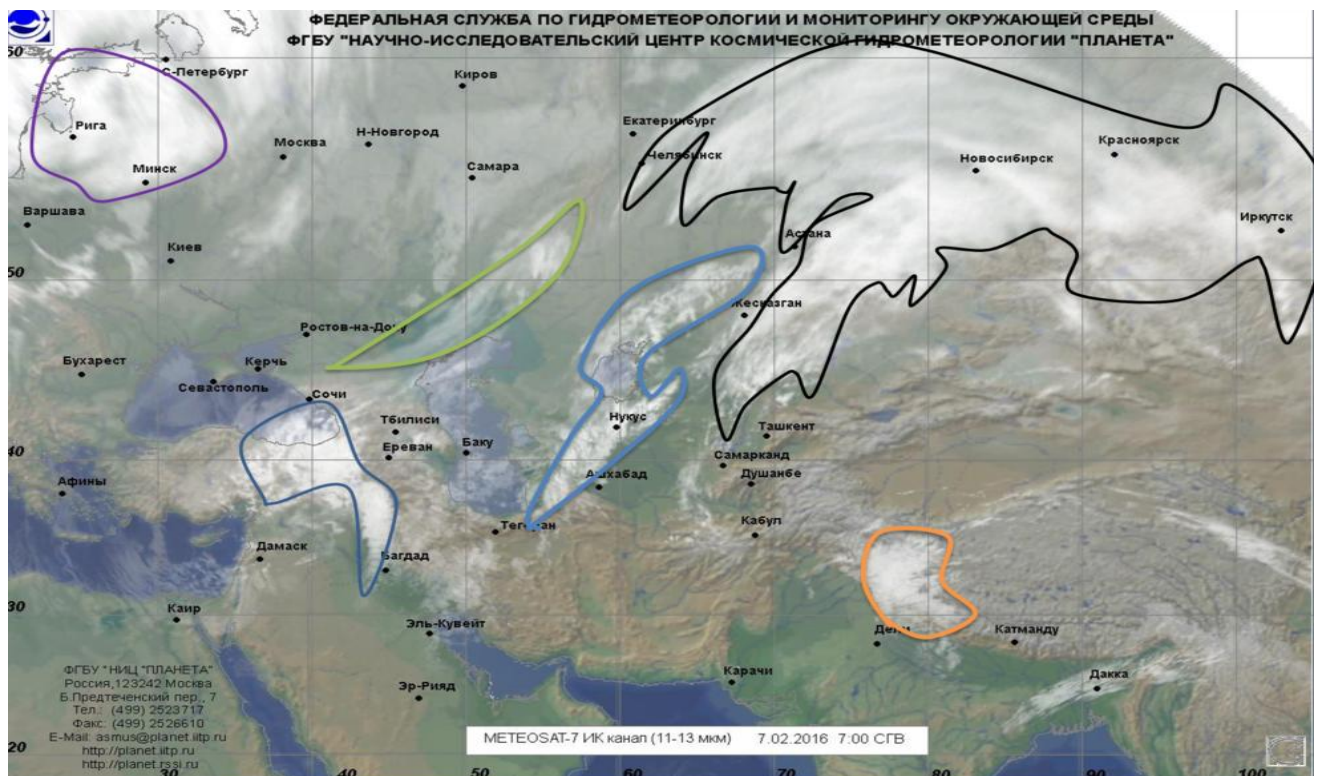 ФЕДЕРАЛЬНАЯ СЛУЖБА ПО ГИДРОМЕТЕОРОЛОГИИ И МОНИТОРИНГУ ОКРУЖАЮЩЕЙ СРЕДЫ
ФГБУ "НАУЧНО-ИССЛЕДОВАТЕЛЬСКИЙ ЦЕНТР КОСМИЧЕСКОЙ ГИДРОМЕТЕОРОЛОГИИ "ПЛАНЕТА"
60
С-Петербург
Киров
Рига
Екатеринбург
Москва
Н-Новгород
Челябинск
Красноярск
Минск
Самара
Новосибирск
Варшава
Иркутск
Киев
Астана
50
50
Жесказган
Ростов-на-Дону
Бухарест
Керчь
Севастополь
Сочи
Тбилиси
Нукус
Ташкент
40
Ереван
Баку
40
Самарканд
Афины
Ашхабад
Душанбе
Тегеран
Кабул
Дамаск
Багдад
30
30
Каир
Эль-Кувейт
Дели
Катманду
ФГБУ "НИЦ "ПЛАНЕТА"
Россия,123242 Москва
Б.Предтеченский пер., 7
Тел.: (499) 2523717
Факс: (499) 2526610
E-Mail: asmus@planet.iitp.ru
http://planet.iitp.ru
http://planet.rssi.ru
Эр-Рияд
Карачи
Дакка
METEOSAT-7 ИК канал (11-13 мкм) 7.02.2016 7:00 СГВ
20
20
30 40 50 60 70 80 90 100